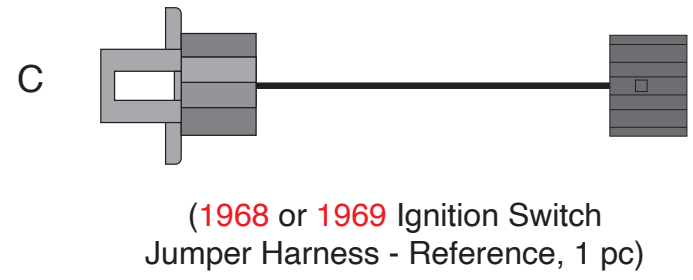 C
(1968 or 1969 Ignition Switch
Jumper Harness - Reference, 1 pc)